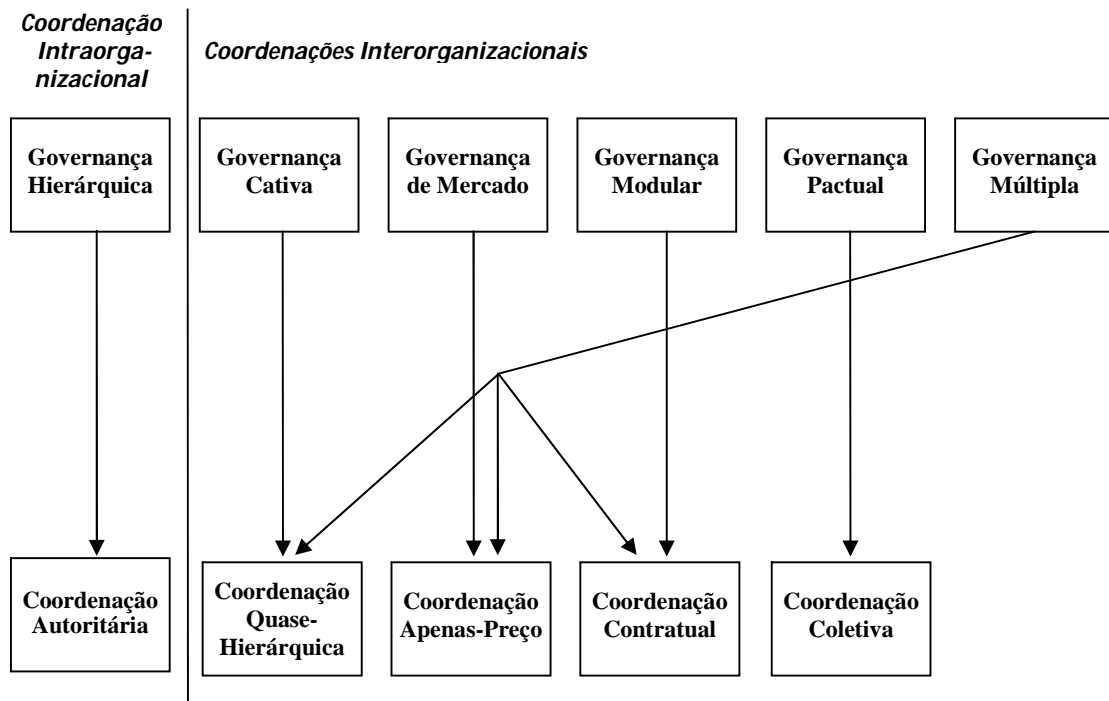 Coordenação
Intraorga-
nizacional
Coordenações Interorganizacionais
Governança
Hierárquica
Governança
Cativa
Governança
de Mercado
Governança
Modular
Governança
Pactual
Governança
Múltipla
Coordenação
Autoritária
Coordenação
Quase-
Hierárquica
Coordenação
Apenas-Preço
Coordenação
Contratual
Coordenação
Coletiva